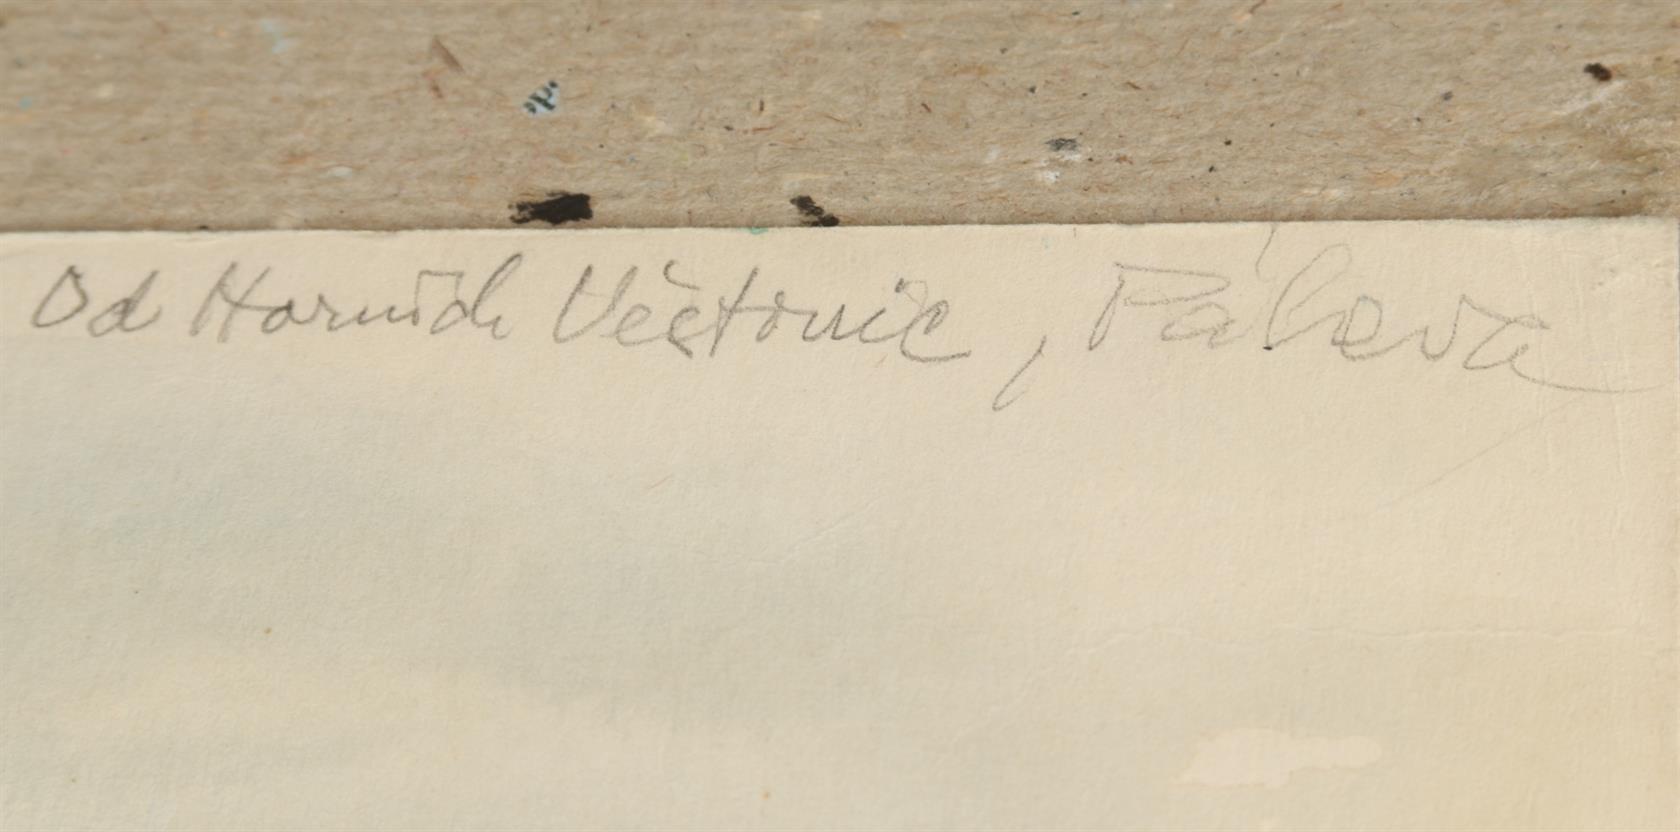 Od Horních Věstonic, Pálava